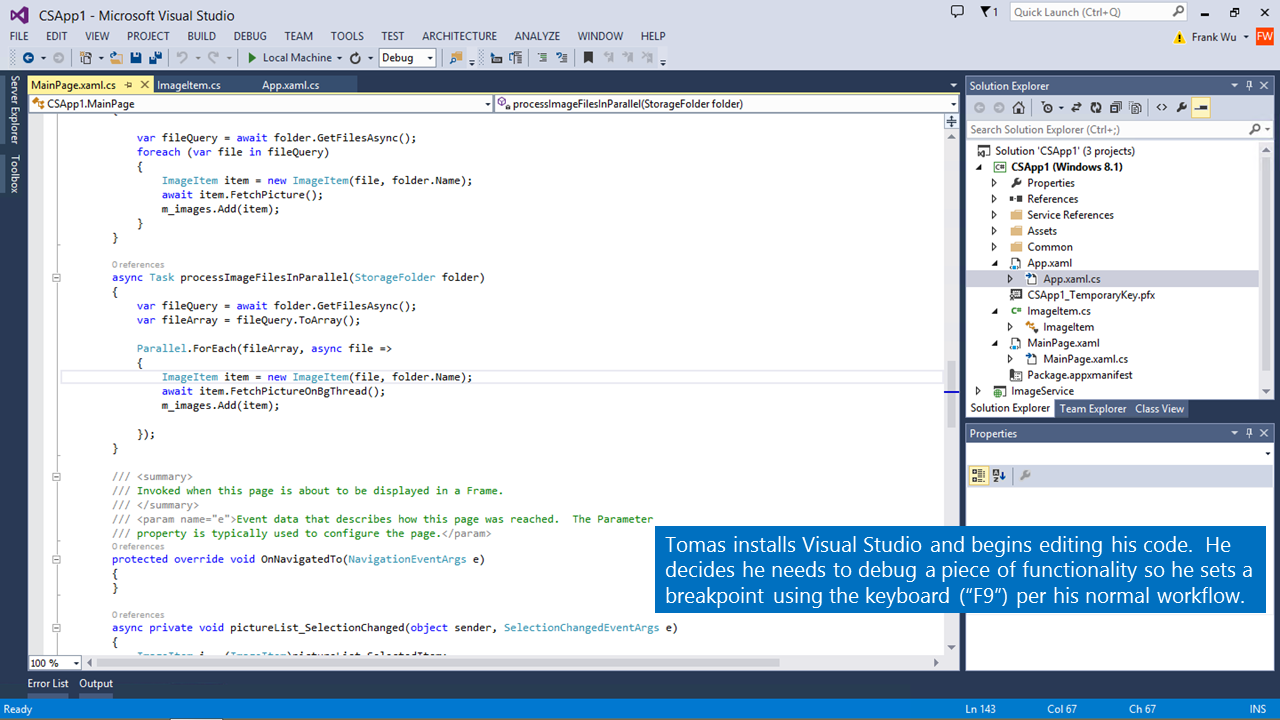 CSApp1 - Microsoft Visual Studio
1
Quick Launch (Ctrl+Q)
FILE EDIT VIEW PROJECT BUILD DEBUG TEAM TOOLS TEST ARCHITECTURE ANALYZE WINDOW HELP
Frank Wu FW
Local Machine Debug
Server Explorer
Toolbox
MainPage.xaml.cs ImageItem.cs App.xaml.cs
CSApp1.MainPage processImageFilesInParallel(StorageFolder folder)
{
var fileQuery = await folder.GetFilesAsync();
foreach (var file in fileQuery)
{
ImageItem item = new ImageItem(file, folder.Name);
await item.FetchPicture();
m_images.Add(item);
}
}
0 references
async Task processImageFilesInParallel(StorageFolder folder)
{
var fileQuery = await folder.GetFilesAsync();
var fileArray = fileQuery.ToArray();
Parallel.ForEach(fileArray, async file =>
{
ImageItem item = new ImageItem(file, folder.Name);
await item.FetchPictureOnBgThread();
m_images.Add(item);
});
}
/// <summary>
/// Invoked when this page is about to be displayed in a Frame.
/// </summary>
/// <param name="e">Event data that describes how this page was reached.  The Parameter
/// property is typically used to configure the page.</param>
0 references
protected override void OnNavigatedTo(NavigationEventArgs e)
{
}
0 references
async private void pictureList_SelectionChanged(object sender, SelectionChangedEventArgs e)
{
ImageItem i = (ImageItem)pictureList.SelectedItem;
100 %
Solution Explorer
Search Solution Explorer (Ctrl+;)
Solution 'CSApp1' (3 projects)
CSApp1 (Windows 8.1)
Properties
References
Service References
Assets
Common
App.xaml
App.xaml.cs
CSApp1_TemporaryKey.pfx
ImageItem.cs
ImageItem
MainPage.xaml
MainPage.xaml.cs
Package.appxmanifest
ImageService
Solution Explorer Team Explorer Class View
Properties
Tomas installs Visual Studio and begins editing his code.  He
decides he needs to debug a piece of functionality so he sets a
breakpoint using the keyboard (“F9”) per his normal workflow.
Error List Output
Ready Ln 143 Col 67 Ch 67 INS